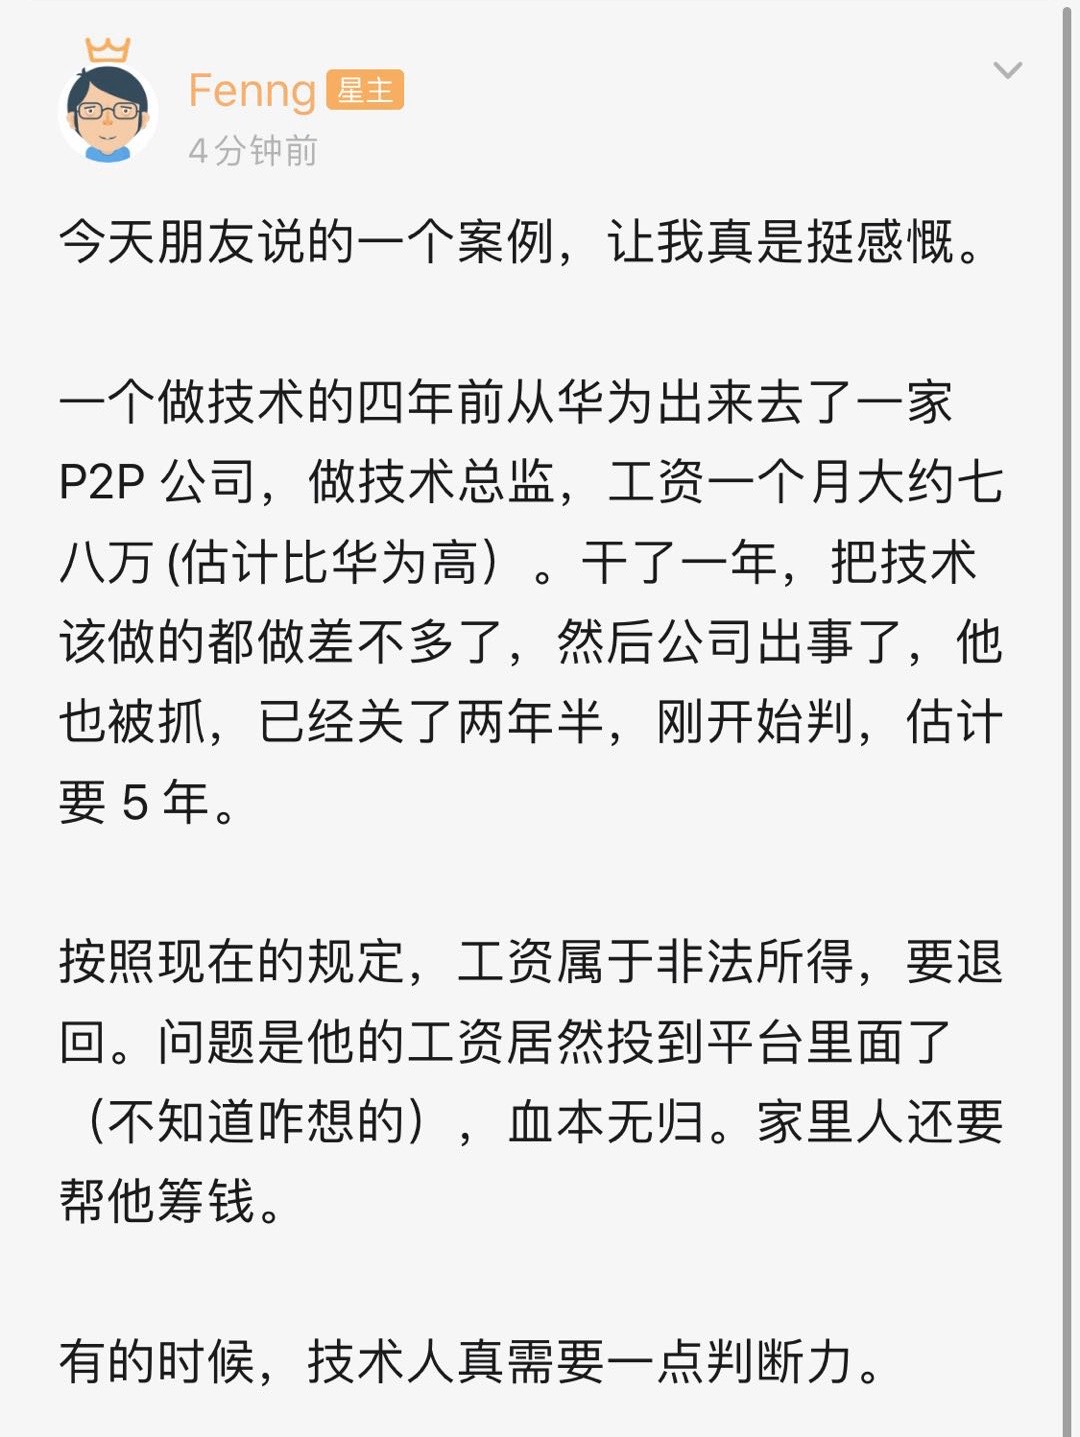 Fenng 星主
4分钟前
今天朋友说的一个案例，让我真是挺感慨。
一个做技术的四年前从华为出来去了一家
P2P 公司，做技术总监，工资一个月大约七
八万 (估计比华为高）。干了一年，把技术
该做的都做差不多了，然后公司出事了，他
也被抓，已经关了两年半，刚开始判，估计
要 5 年。
按照现在的规定，工资属于非法所得，要退
回。问题是他的工资居然投到平台里面了
（不知道咋想的），血本无归。家里人还要
帮他筹钱。
有的时候，技术人真需要一点判断力。